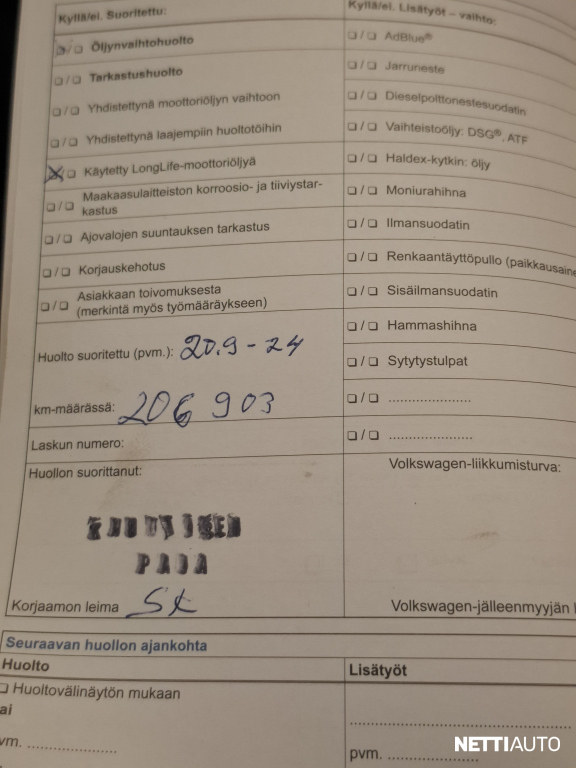 Kyllä/ei. Suoritettu:
☒/☐ Öljynvaihtohuolto
☐/☐ Tarkastushuolto
☐/☐ Yhdistettynä moottoriöljyn vaihtoon
☐/☐ Yhdistettynä laajempiin huoltotöihin
☒ ☐ Käytetty LongLife-moottoriöljyä
☐/☐ Maakaasulaitteiston korroosio- ja tiiviystar-
kastus
☐/☐ Ajovalojen suuntauksen tarkastus
☐/☐ Korjauskehotus
☐/☐ Asiakkaan toivomuksesta
(merkintä myös työmääräykseen)
Huolto suoritettu (pvm.): 20.9-24
km-määrässä: 206 903
Laskun numero:
Huollon suorittanut:
PAJA
Korjaamon leima
Kyllä/ei. Lisätyöt – vaihto:
☐/☐ AdBlue®
☐/☐ Jarruneste
☐/☐ Dieselpolttonestesuodatin
☐/☐ Vaihteistoöljy: DSG®, ATF
☐/☐ Haldex-kytkin: öljy
☐/☐ Moniurahihna
☐/☐ Ilmansuodatin
☐/☐ Renkaantäyttöpullo (paikkausaine
☐/☐ Sisäilmansuodatin
☐/☐ Hammashihna
☐/☐ Sytytystulpat
☐/☐ ....................
☐/☐ ....................
Volkswagen-liikkumisturva:
Volkswagen-jälleenmyyjän
Seuraavan huollon ajankohta
Huolto
☐ Huoltovälinäytön mukaan
ai
vm. ......................
Lisätyöt
pvm. ......................
NETTIAUTO